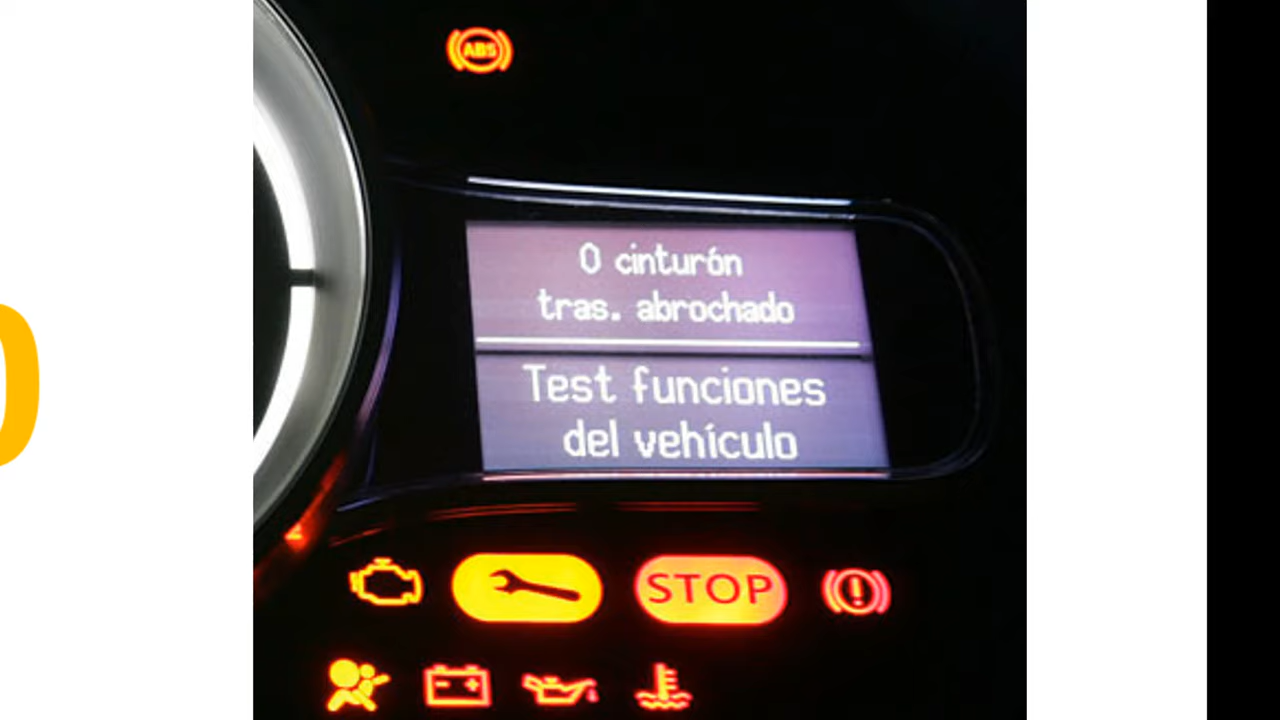 ABS
0 cinturón
tras. abrochado
Test funciones
del vehículo
STOP